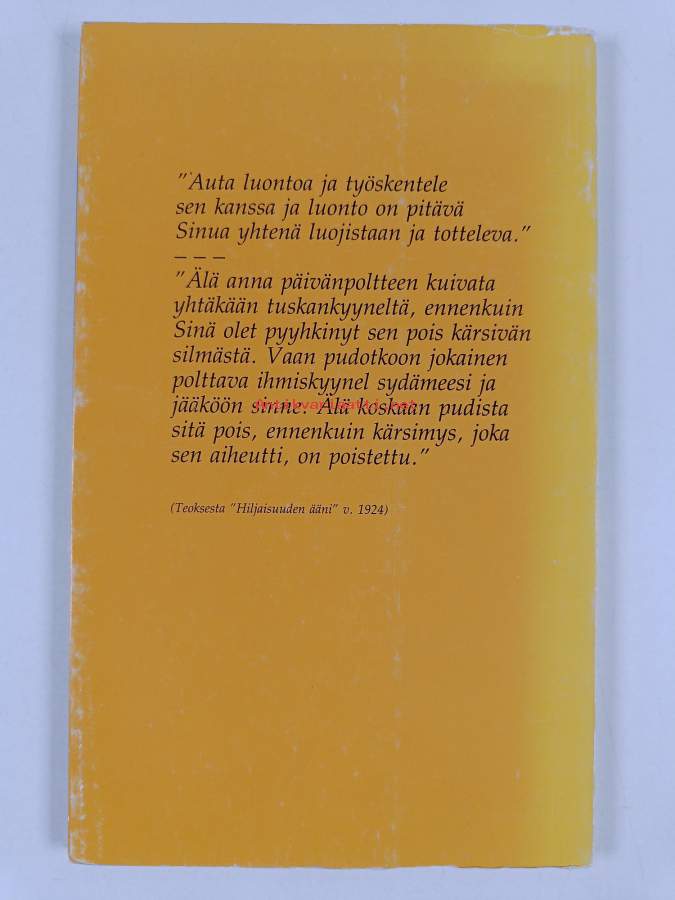 "Auta luontoa ja työskentele
sen kanssa ja luonto on pitävä
Sinua yhtenä luojistaan ja totteleva."
– – –
"Älä anna päivänpoltteen kuivata
yhtäkään tuskankyyneltä, ennenkuin
Sinä olet pyyhkinyt sen pois kärsivän
silmästä. Vaan pudotkoon jokainen
polttava ihmiskyynel sydämeesi ja
jääköön sinne. Älä koskaan pudista
Antikvariaatti.net
sitä pois, ennenkuin kärsimys, joka
sen aiheutti, on poistettu."
(Teoksesta "Hiljaisuuden ääni" v. 1924)